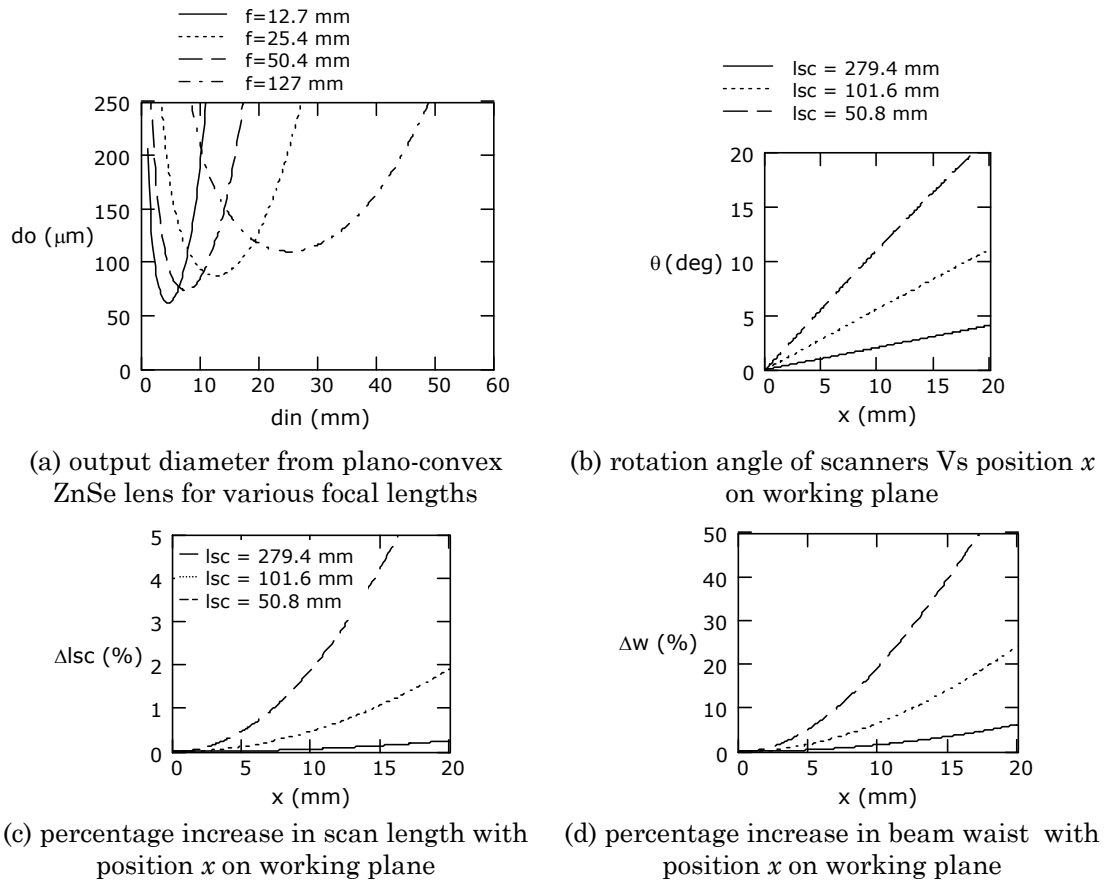 f=12.7 mm
f=25.4 mm
f=50.4 mm
f=127 mm
250
200
150
100
50
0
do (μm)
0 10 20 30 40 50 60
din (mm)
(a) output diameter from plano-convex
ZnSe lens for various focal lengths
lsc = 279.4 mm
lsc = 101.6 mm
lsc = 50.8 mm
20
15
10
5
0
θ (deg)
0 5 10 15 20
x (mm)
(b) rotation angle of scanners Vs position x
on working plane
5
4
3
2
1
0
lsc = 279.4 mm
lsc = 101.6 mm
lsc = 50.8 mm
Δlsc (%)
0 5 10 15 20
x (mm)
(c) percentage increase in scan length with
position x on working plane
50
40
30
20
10
0
Δw (%)
0 5 10 15 20
x (mm)
(d) percentage increase in beam waist with
position x on working plane